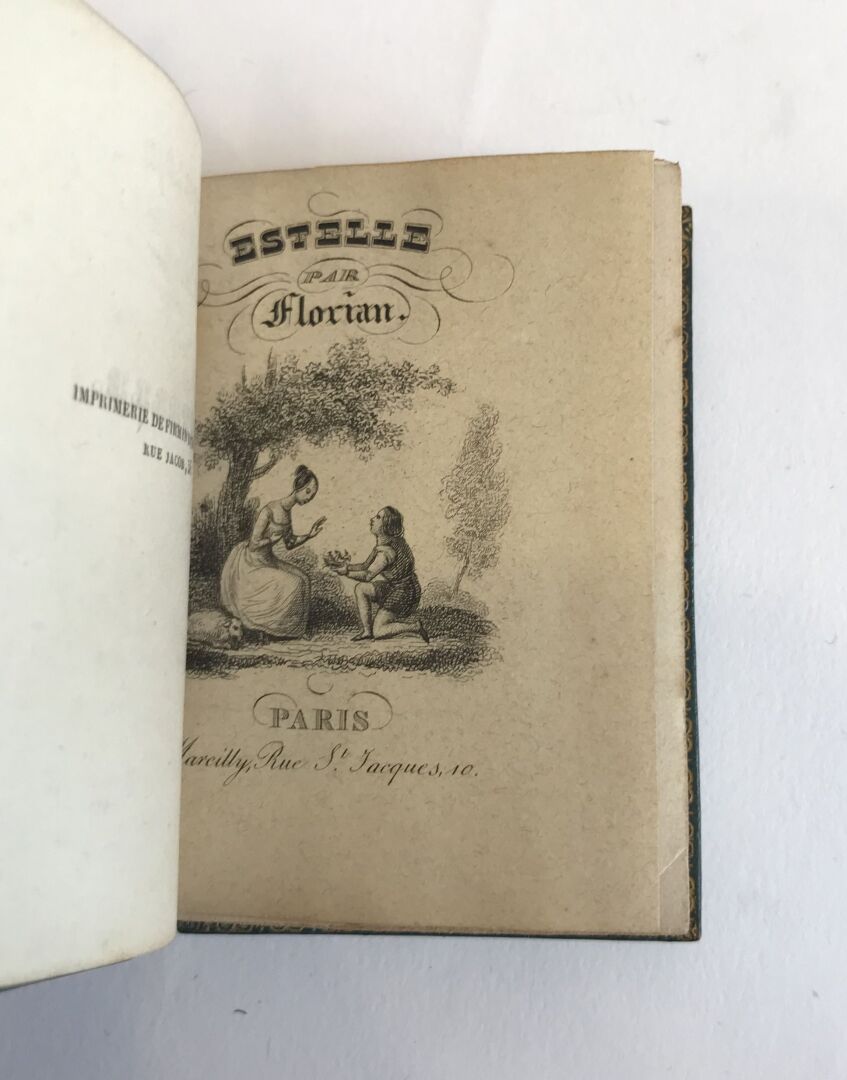 IMPRIMERIE DE
RUE JACOB,
ESTELLE
PAR
Florian.
PARIS
Marcilly, Rue St. Jacques, 10.